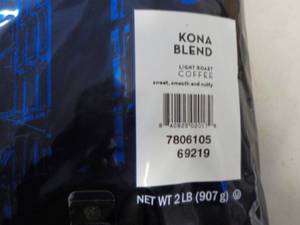 KONA
BLEND
LIGHT ROAST
COFFEE
sweet, smooth and nutty
7806105
69219
NET WT 2 LB (907 g)